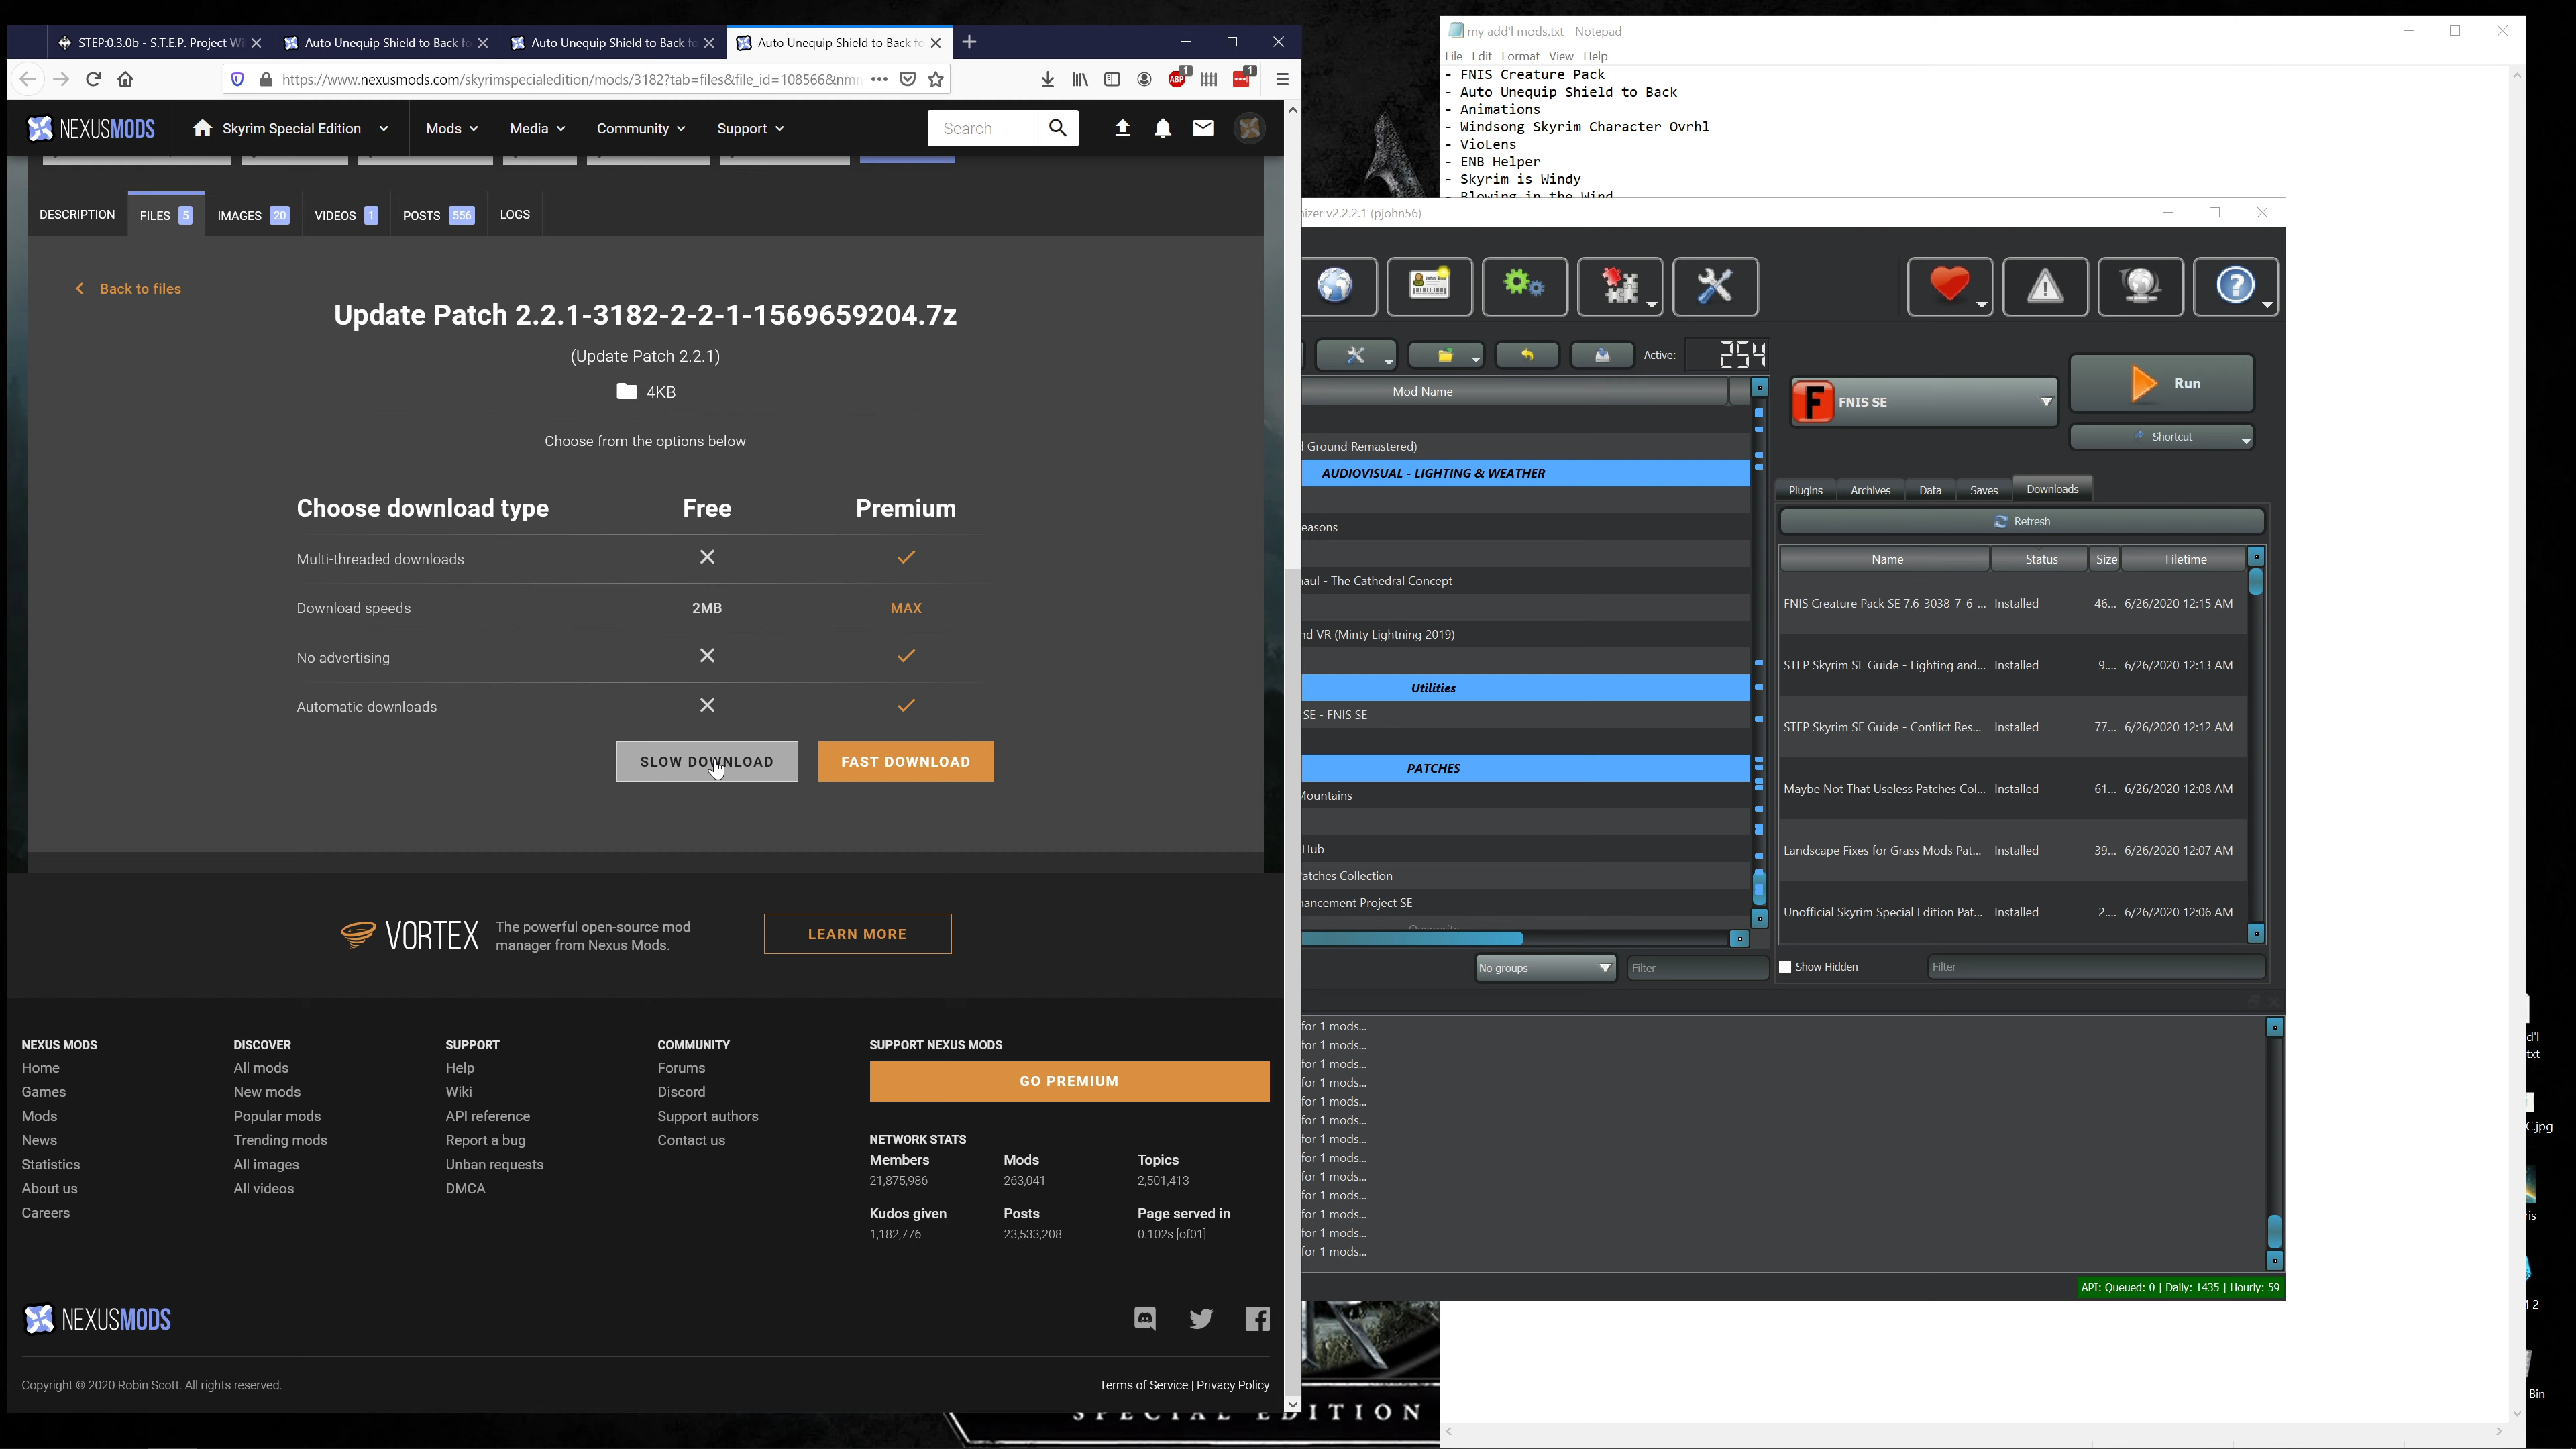 STEP:0.3.0b - S.T.E.P. Project W
Auto Unequip Shield to Back fo
Auto Unequip Shield to Back fo
Auto Unequip Shield to Back fo
https://www.nexusmods.com/skyrimspecialedition/mods/3182?tab=files&file_id=108566&nmm
ABP
1
1
NEXUSMODS
Skyrim Special Edition
Mods
Media
Community
Support
Search
DESCRIPTION
FILES 5
IMAGES 20
VIDEOS 1
POSTS 556
LOGS
Back to files
Update Patch 2.2.1-3182-2-2-1-1569659204.7z
(Update Patch 2.2.1)
4KB
Choose from the options below
Choose download type Free Premium
Multi-threaded downloads
Download speeds 2MB MAX
No advertising
Automatic downloads
SLOW DOWNLOAD
FAST DOWNLOAD
VORTEX
The powerful open-source mod
manager from Nexus Mods.
LEARN MORE
NEXUS MODS
Home
Games
Mods
News
Statistics
About us
Careers
DISCOVER
All mods
New mods
Popular mods
Trending mods
All images
All videos
SUPPORT
Help
Wiki
API reference
Report a bug
Unban requests
DMCA
COMMUNITY
Forums
Discord
Support authors
Contact us
SUPPORT NEXUS MODS
GO PREMIUM
NETWORK STATS
Members Mods Topics
21,875,986 263,041 2,501,413
Kudos given Posts Page served in
1,182,776 23,533,208 0.102s [of01]
NEXUSMODS
Copyright © 2020 Robin Scott. All rights reserved.
Terms of Service | Privacy Policy
my add'l mods.txt - Notepad
File Edit Format View Help
- FNIS Creature Pack
- Auto Unequip Shield to Back
- Animations
- Windsong Skyrim Character Ovrhl
- VioLens
- ENB Helper
- Skyrim is Windy
- Blowing in the Wind
izer v2.2.2.1 (pjohn56)
Active: 254
Mod Name
l Ground Remastered)
AUDIOVISUAL - LIGHTING & WEATHER
easons
aul - The Cathedral Concept
nd VR (Minty Lightning 2019)
Utilities
SE - FNIS SE
PATCHES
Mountains
Hub
atches Collection
ancement Project SE
Overwrite
No groups
Filter
FNIS SE
Run
Shortcut
Plugins Archives Data Saves Downloads
Refresh
Name Status Size Filetime
FNIS Creature Pack SE 7.6-3038-7-6-... Installed 46... 6/26/2020 12:15 AM
STEP Skyrim SE Guide - Lighting and... Installed 9.... 6/26/2020 12:13 AM
STEP Skyrim SE Guide - Conflict Res... Installed 77... 6/26/2020 12:12 AM
Maybe Not That Useless Patches Col... Installed 61... 6/26/2020 12:08 AM
Landscape Fixes for Grass Mods Pat... Installed 39... 6/26/2020 12:07 AM
Unofficial Skyrim Special Edition Pat... Installed 2.... 6/26/2020 12:06 AM
Show Hidden
Filter
for 1 mods...
for 1 mods...
for 1 mods...
for 1 mods...
for 1 mods...
for 1 mods...
for 1 mods...
for 1 mods...
for 1 mods...
for 1 mods...
for 1 mods...
for 1 mods...
for 1 mods...
API: Queued: 0 | Daily: 1435 | Hourly: 59
SPECIAL EDITION
d'l
txt
C.jpg
ris
M 2
Bin